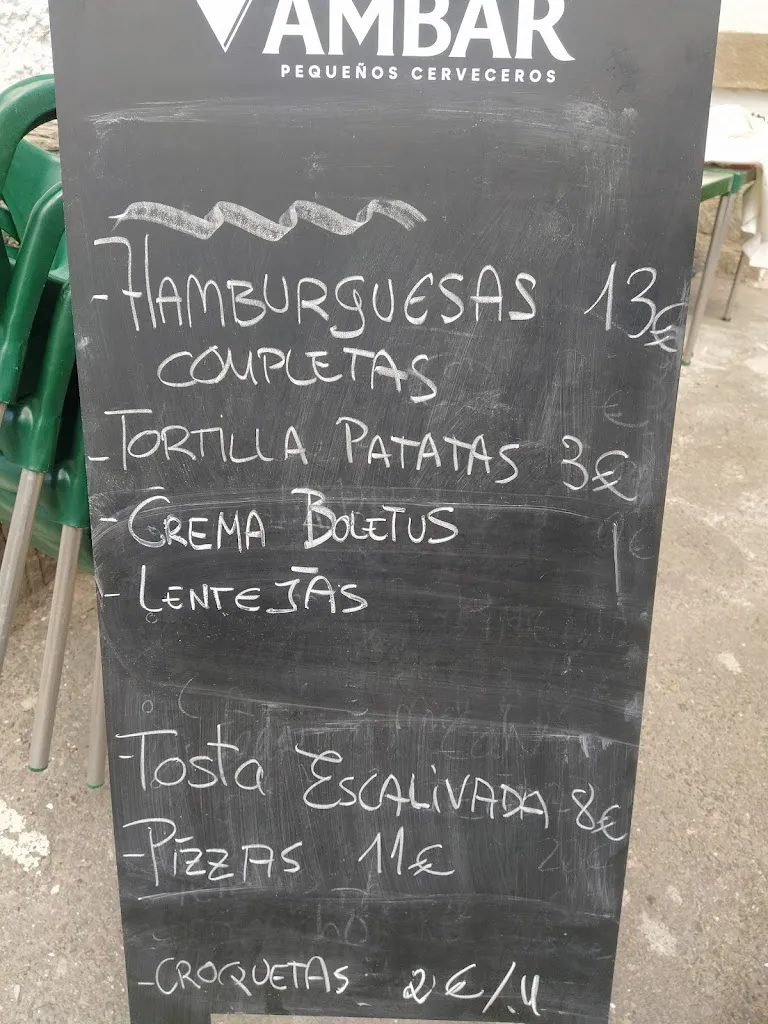 AMBAR
PEQUEÑOS CERVECEROS
- HAMBURGUESAS 13€
COMPLETAS
- TORTILLA PATATAS 3€
- CREMA BOLETUS
- LENTEJAS
Tosta ESCALIVADA 8€
- PIZZAS 11€
- CROQUETAS 2€/U